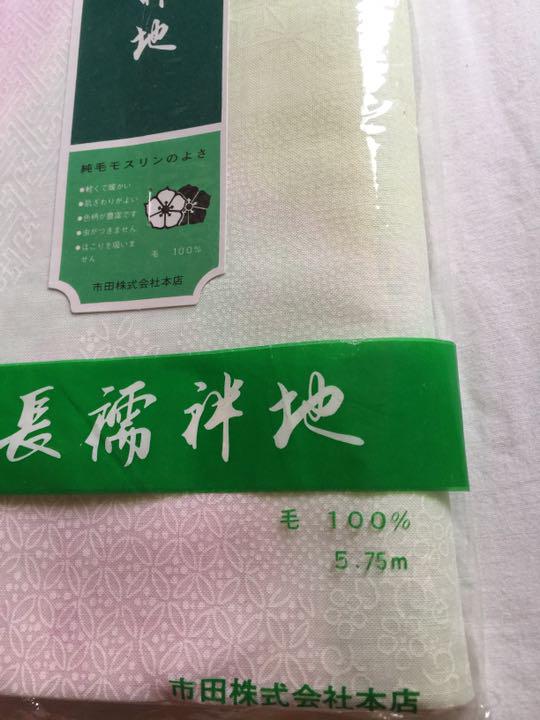 袢地
純毛モスリンのよさ
●軽くて暖かい
●肌ざわりがよい
●色柄が豊富です
●虫がつきません
●ほこりを吸いま
せん
毛 100%
市田株式会社本店
長襦袢地
毛 100%
5.75m
市田株式会社本店